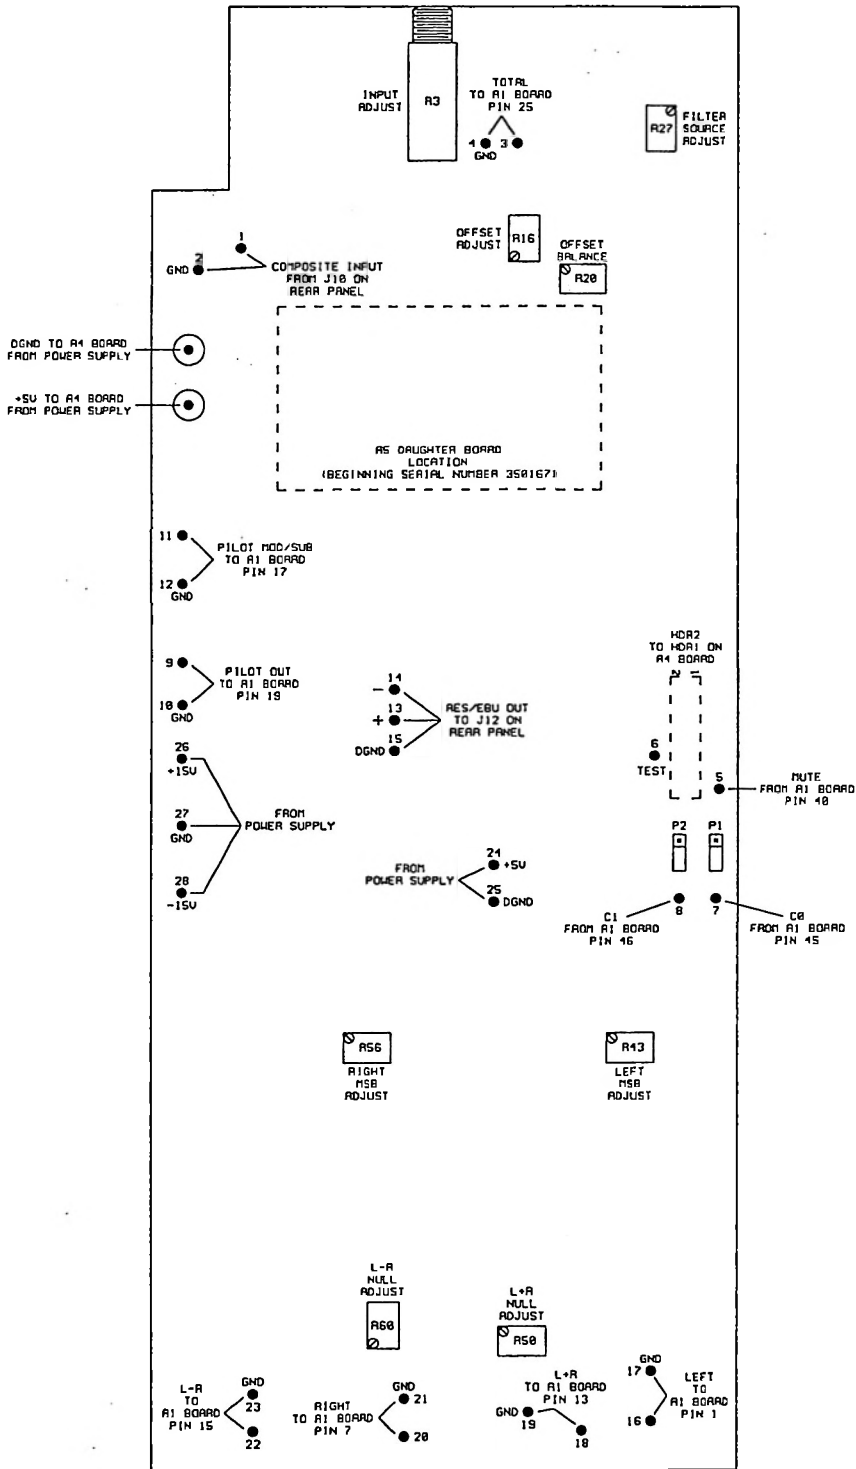 INPUT
ADJUST
R3
TOTAL
TO A1 BOARD
PIN 25
4
3
GND
R27
FILTER
SOURCE
ADJUST
OFFSET
ADJUST
R16
OFFSET
BALANCE
R20
1
2
GND
COMPOSITE INPUT
FROM J10 ON
REAR PANEL
DGND TO A4 BOARD
FROM POWER SUPPLY
+5V TO A4 BOARD
FROM POWER SUPPLY
A5 DAUGHTER BOARD
LOCATION
(BEGINNING SERIAL NUMBER 350167)
11
PILOT MOD/SUB
TO A1 BOARD
PIN 17
12
GND
9
PILOT OUT
TO A1 BOARD
PIN 19
10
GND
14
-
13
+
15
DGND
AES/EBU OUT
TO J12 ON
REAR PANEL
HDR2
TO HDR1 ON
A4 BOARD
2 1
6
TEST
5
MUTE
FROM A1 BOARD
PIN 40
26
+15V
27
GND
28
-15V
FROM
POWER SUPPLY
P2
P1
FROM
POWER SUPPLY
24
+5V
25
DGND
8
7
C1
FROM A1 BOARD
PIN 46
C0
FROM A1 BOARD
PIN 45
R56
RIGHT
MSB
ADJUST
R43
LEFT
MSB
ADJUST
L-R
NULL
ADJUST
R60
L+R
NULL
ADJUST
R50
L-R
TO
A1 BOARD
PIN 15
GND
23
22
RIGHT
TO A1 BOARD
PIN 7
GND
21
20
L+R
TO A1 BOARD
PIN 13
GND
19
18
GND
17
16
LEFT
TO
A1 BOARD
PIN 1